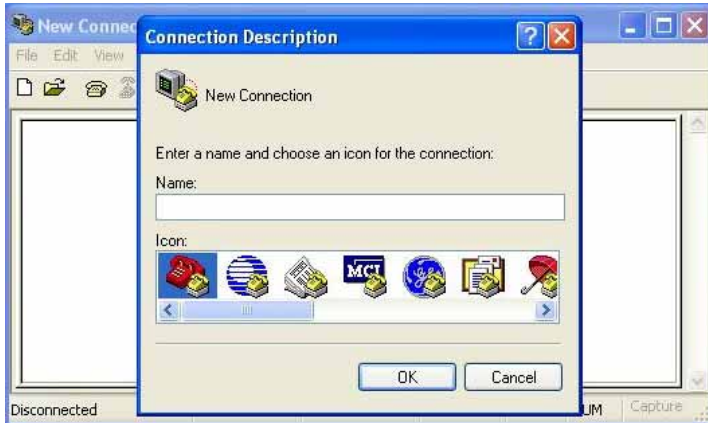 New Connec
File Edit View
Connection Description
New Connection
Enter a name and choose an icon for the connection:
Name:
Icon:
MCI
OK Cancel
Disconnected UM Capture